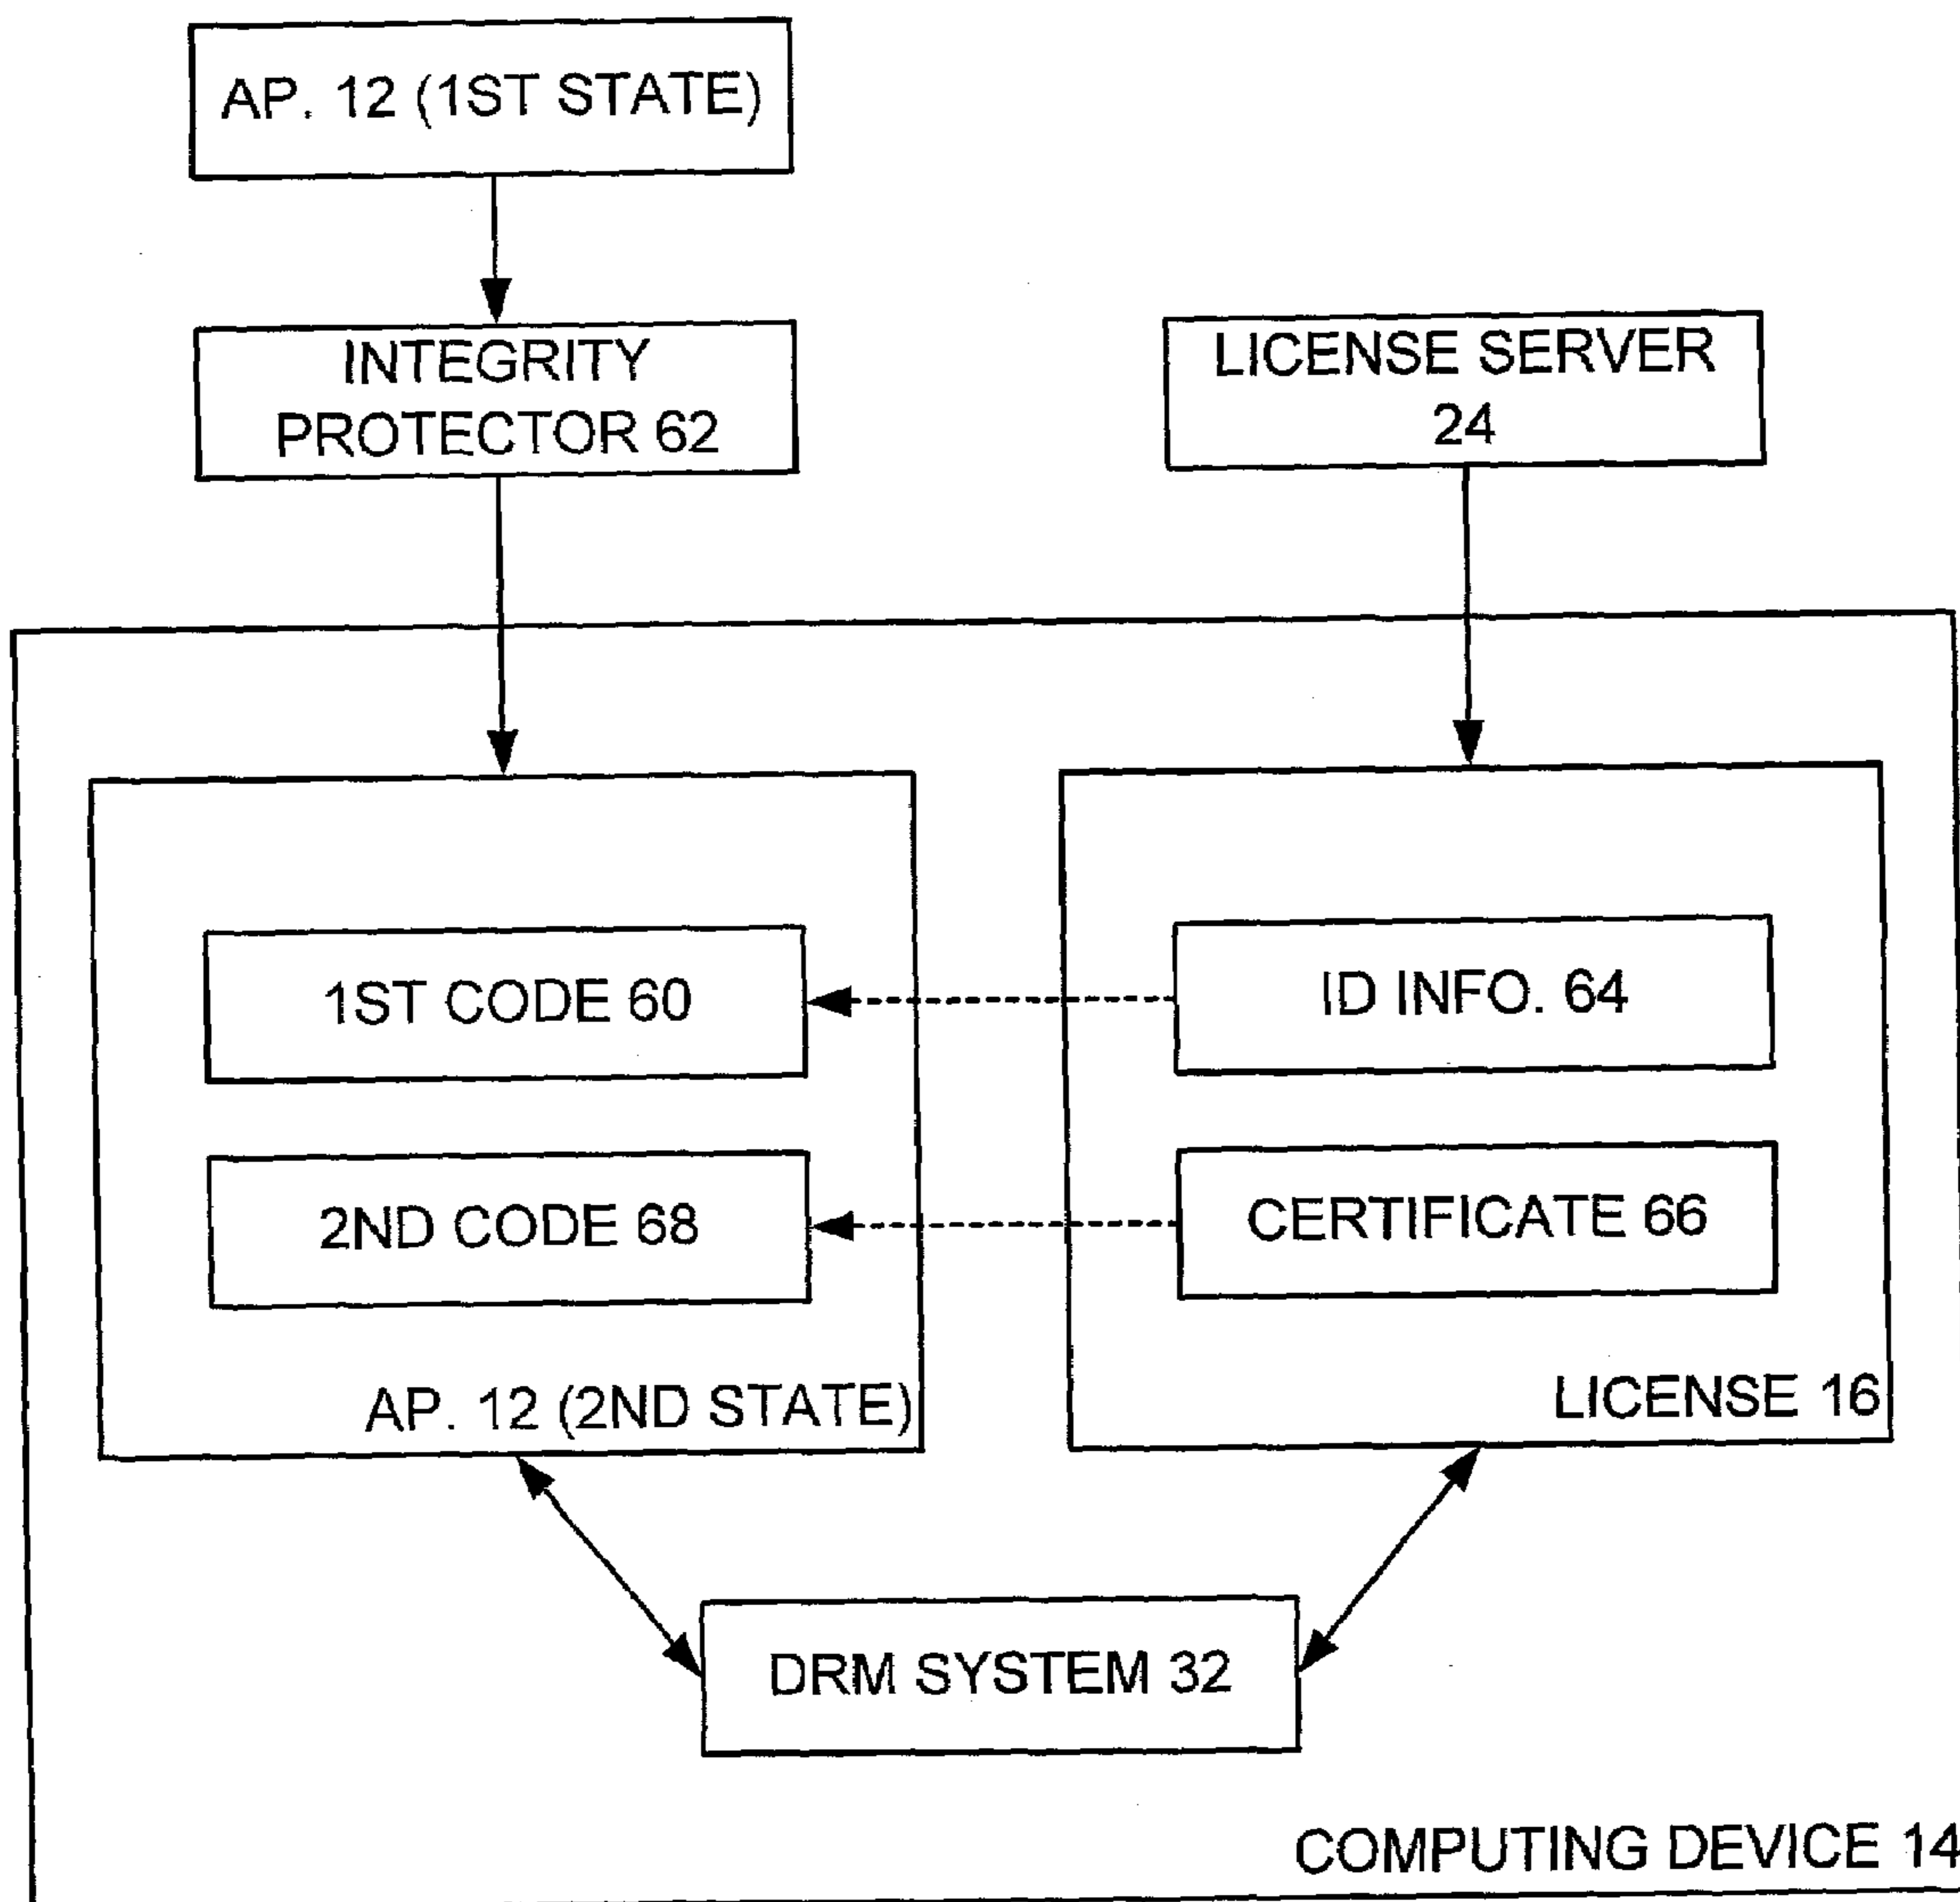 AP. 12 (1ST STATE)
INTEGRITY
PROTECTOR 62
LICENSE SERVER
24
1ST CODE 60
ID INFO. 64
2ND CODE 68
CERTIFICATE 66
AP. 12 (2ND STATE)
LICENSE 16
DRM SYSTEM 32
COMPUTING DEVICE 14